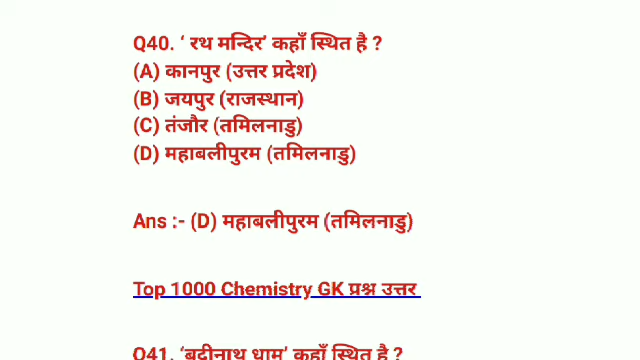 Q40. ‘ रथ मन्दिर’ कहाँ स्थित है ?
(A) कानपुर (उत्तर प्रदेश)
(B) जयपुर (राजस्थान)
(C) तंजौर (तमिलनाडु)
(D) महाबलीपुरम (तमिलनाडु)
Ans :- (D) महाबलीपुरम (तमिलनाडु)
Top 1000 Chemistry GK प्रश्न उत्तर
Q41. ‘बद्रीनाथ धाम’ कहाँ स्थित है ?